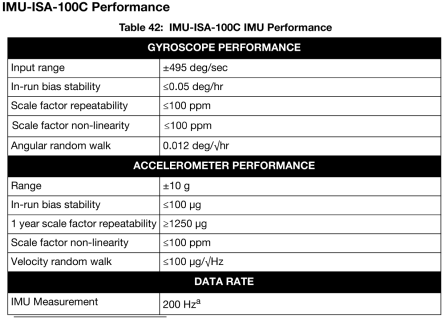 IMU-ISA-100C Performance
Table 42: IMU-ISA-100C IMU Performance
GYROSCOPE PERFORMANCE
Input range ±495 deg/sec
In-run bias stability ≤0.05 deg/hr
Scale factor repeatability ≤100 ppm
Scale factor non-linearity ≤100 ppm
Angular random walk 0.012 deg/√hr
ACCELEROMETER PERFORMANCE
Range ±10 g
In-run bias stability ≤100 µg
1 year scale factor repeatability ≥1250 µg
Scale factor non-linearity ≤100 ppm
Velocity random walk ≤100 µg/√Hz
DATA RATE
IMU Measurement 200 Hzª